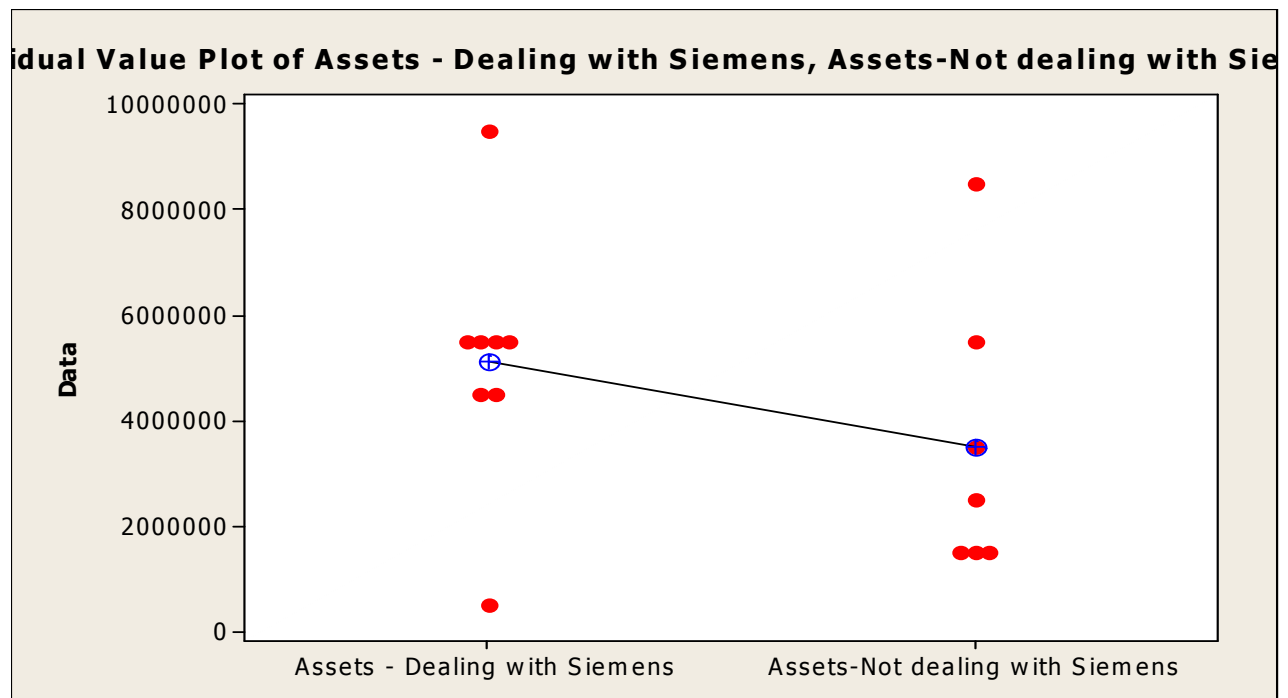 idual Value Plot of Assets - Dealing with Siemens, Assets-Not dealing with Sie
10000000
8000000
6000000
4000000
2000000
0
Data
Assets - Dealing with Siemens
Assets-Not dealing with Siemens